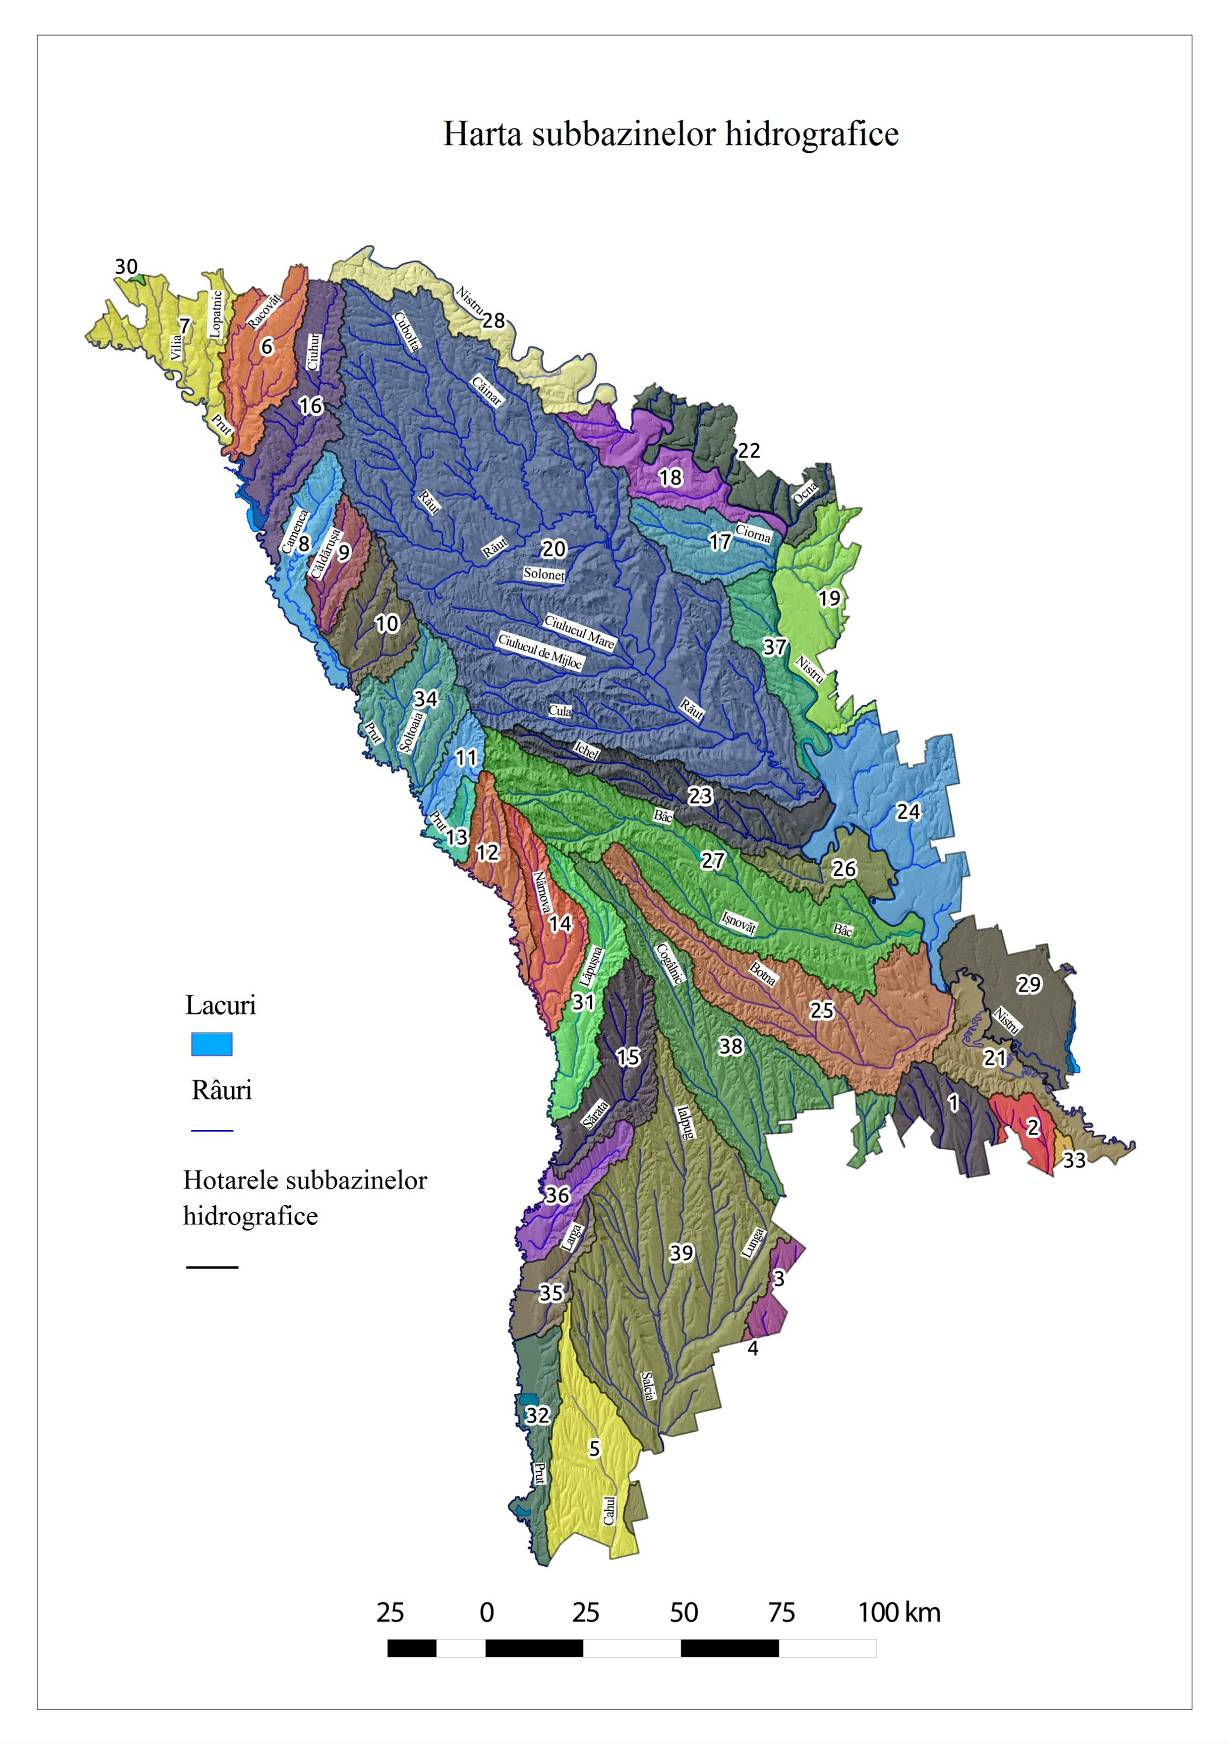 Harta subbazinelor hidrografice
30
7
Vilia
Lopatnic
Racovăț
6
Ciuhur
16
Prut
Nistru
28
Cubolta
Căinar
22
18
Ocna
Ciorna
17
Răut
Răut
20
Soloneț
Camenca
8
Căldărușa
9
10
19
Ciulucul Mare
Ciulucul de Mijloc
37
Nistru
34
Șoltoaia
Prut
Cula
Răut
Ichel
11
23
24
Prut
13
12
Bâc
27
26
Nârnova
14
Ișnovăț
Bâc
Lăpușna
31
Cogâlnic
Botna
25
29
Nistru
21
38
15
Sărata
Ialpug
1
2
33
36
Larga
39
Lunga
3
35
4
Salcia
32
5
Prut
Cahul
Lacuri
Râuri
Hotarele subbazinelor
hidrografice
25 0 25 50 75 100 km